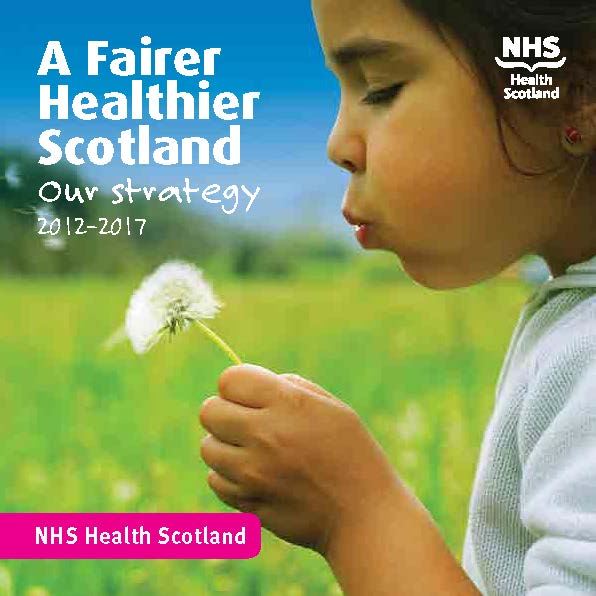 A Fairer
Healthier
Scotland
Our strategy
2012–2017
NHS
Health
Scotland
NHS Health Scotland